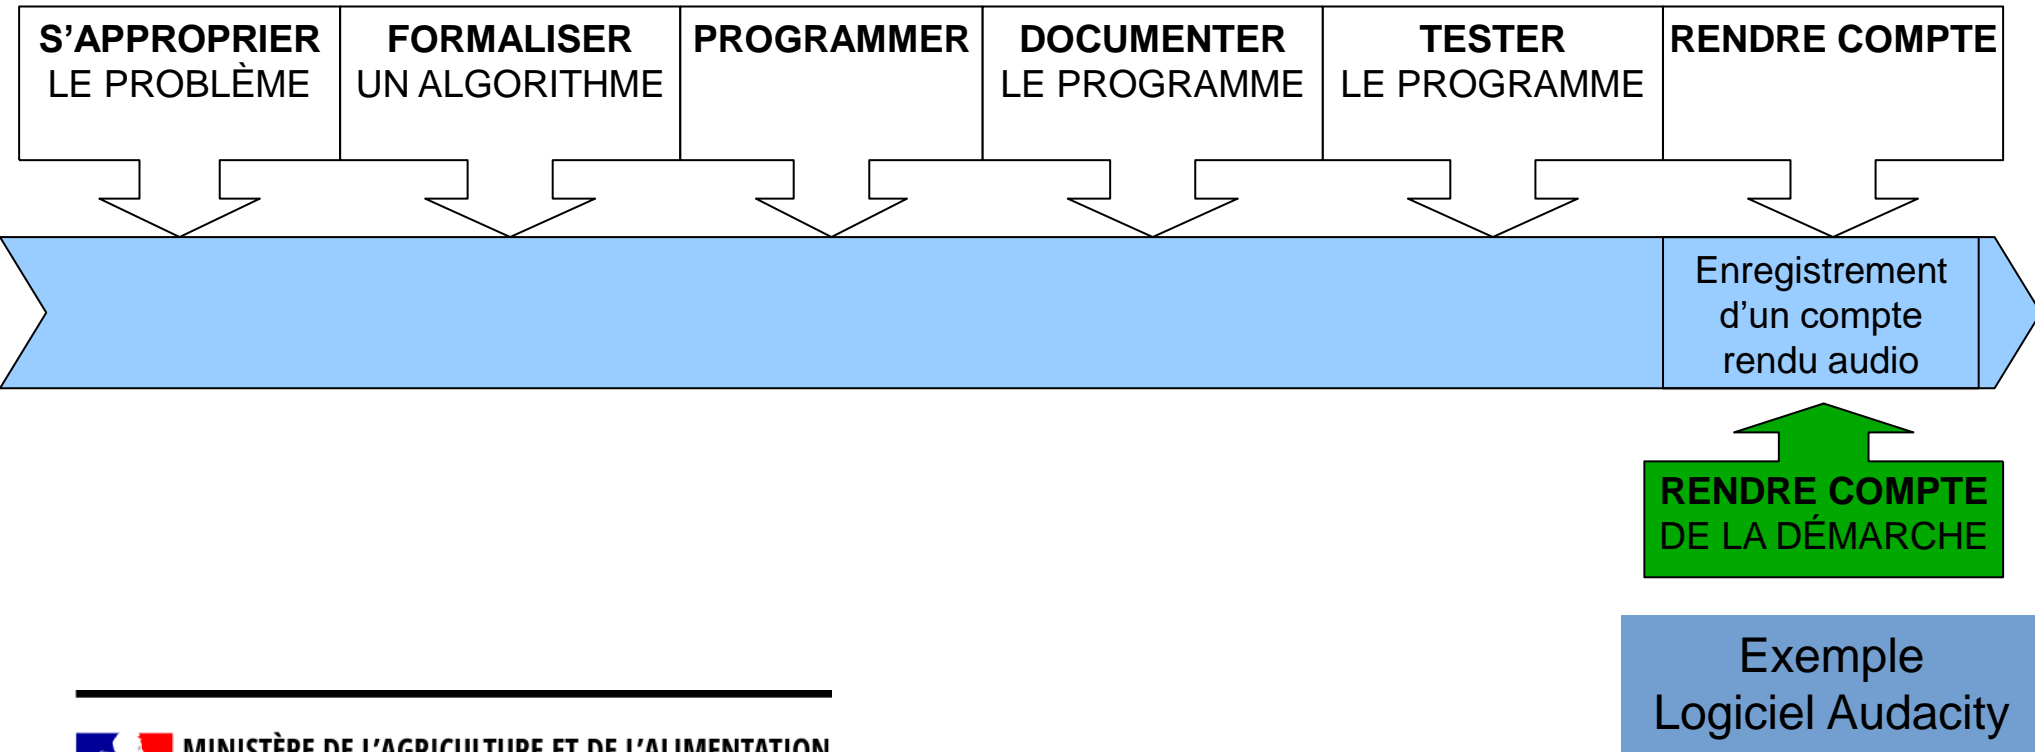 S’APPROPRIER
LE PROBLÈME
FORMALISER
UN ALGORITHME
PROGRAMMER
DOCUMENTER
LE PROGRAMME
TESTER
LE PROGRAMME
RENDRE COMPTE
Enregistrement
d’un compte
rendu audio
RENDRE COMPTE
DE LA DÉMARCHE
Exemple
Logiciel Audacity
MINISTÈRE DE L’AGRICULTURE ET DE L’ALIMENTATION